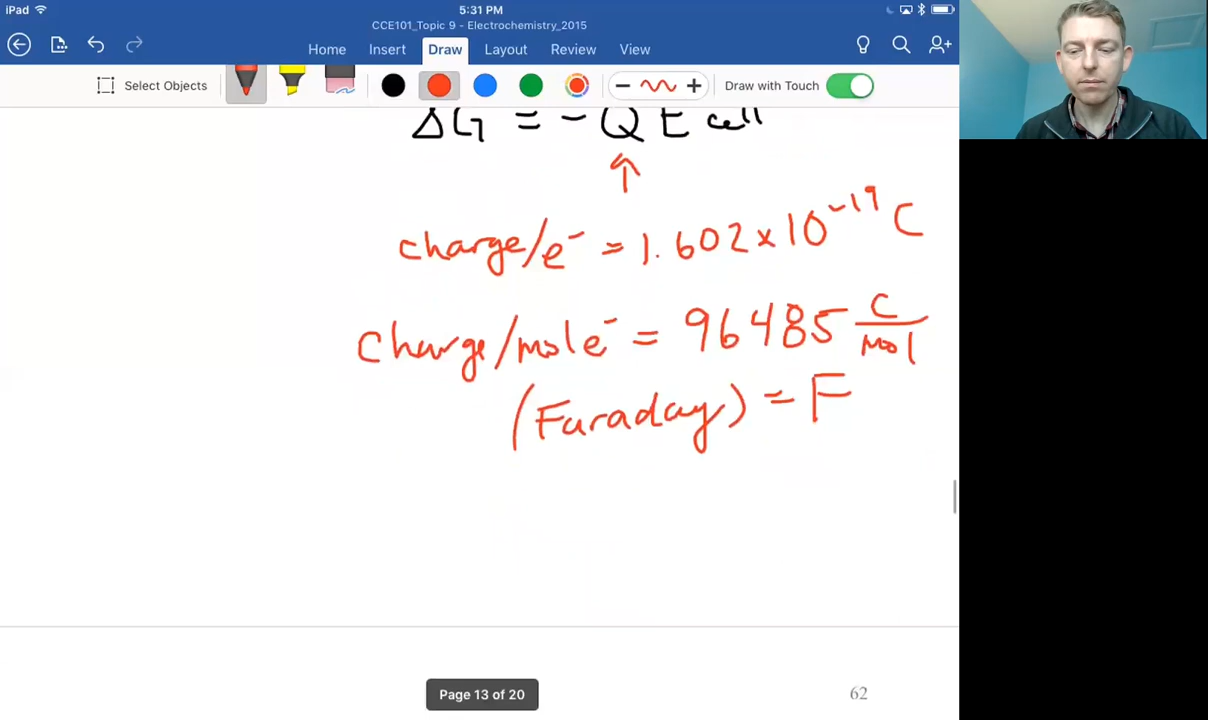 iPad 5:31 PM
CCE101_Topic 9 - Electrochemistry_2015
Home Insert Draw Layout Review View
Select Objects Draw with Touch
ΔG = - Q E cell
↑
charge/e⁻ = 1.602 x 10⁻¹⁹ C
charge/mole⁻ = 96485 C/mol
(Faraday) = F
Page 13 of 20
62